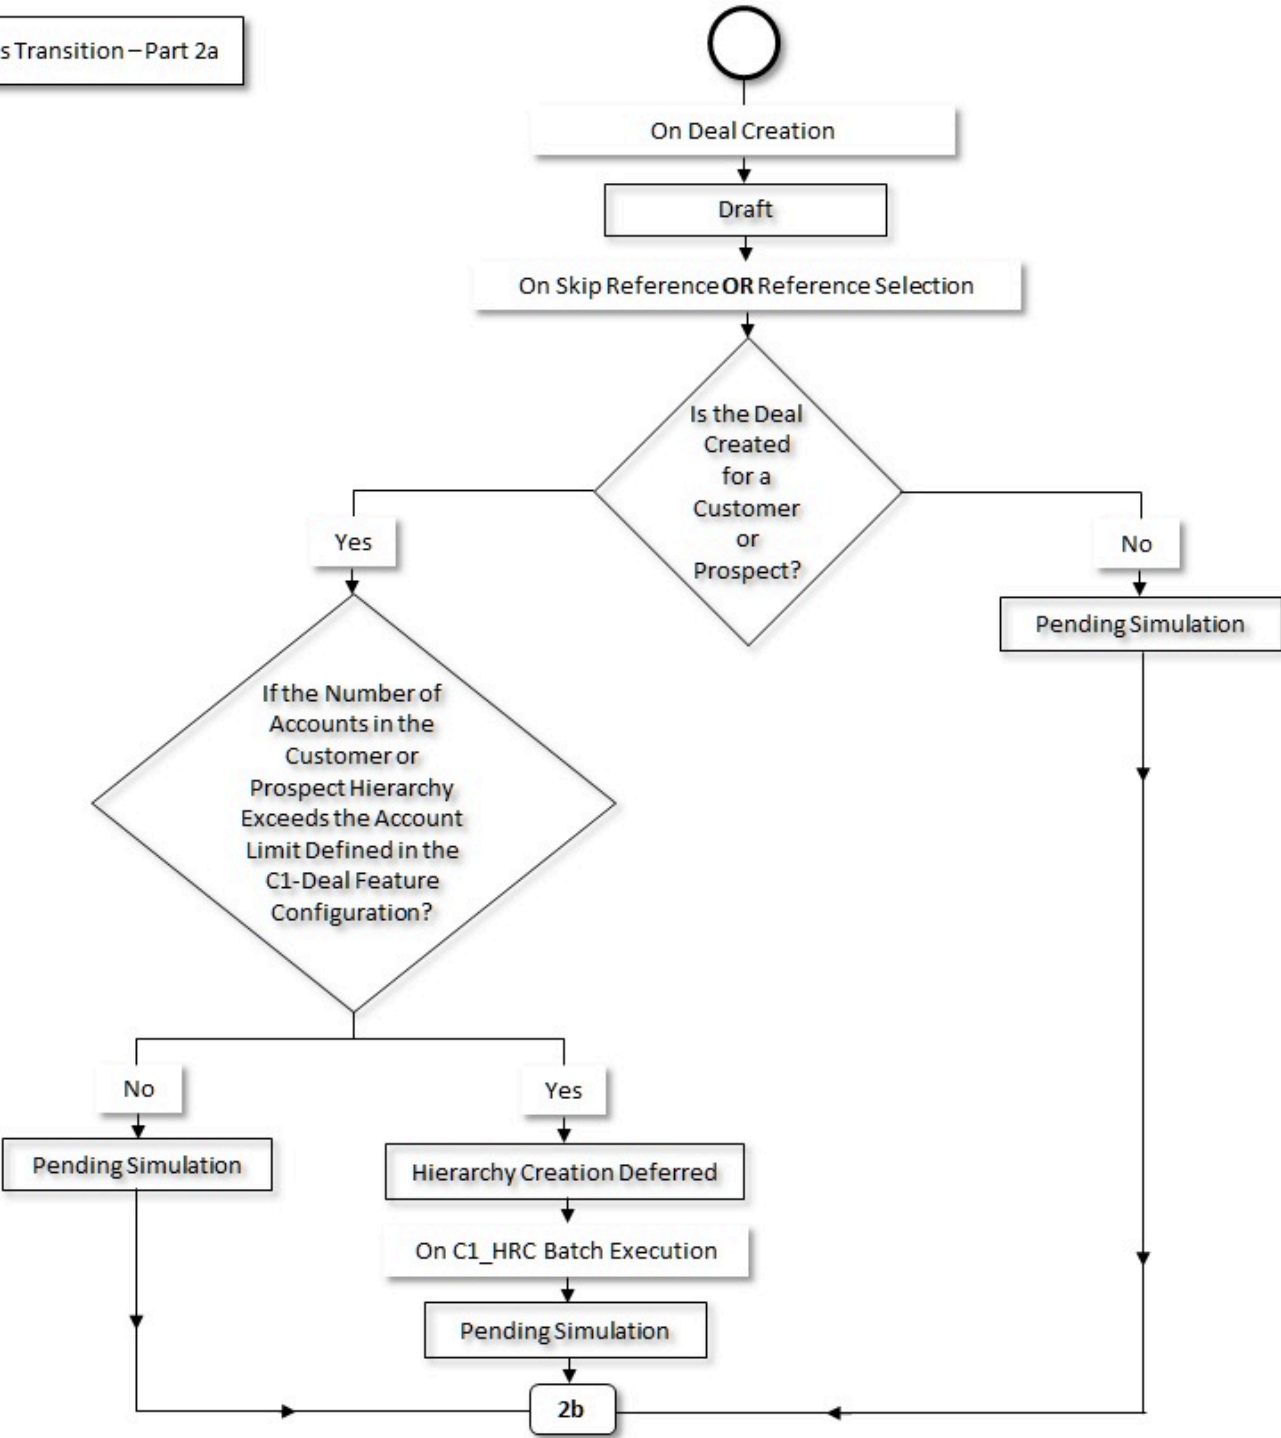 s Transition – Part 2a
On Deal Creation
Draft
On Skip Reference OR Reference Selection
Is the Deal
Created
for a
Customer
or
Prospect?
Yes
No
Pending Simulation
If the Number of
Accounts in the
Customer or
Prospect Hierarchy
Exceeds the Account
Limit Defined in the
C1-Deal Feature
Configuration?
No
Yes
Pending Simulation
Hierarchy Creation Deferred
On C1_HRC Batch Execution
Pending Simulation
2b